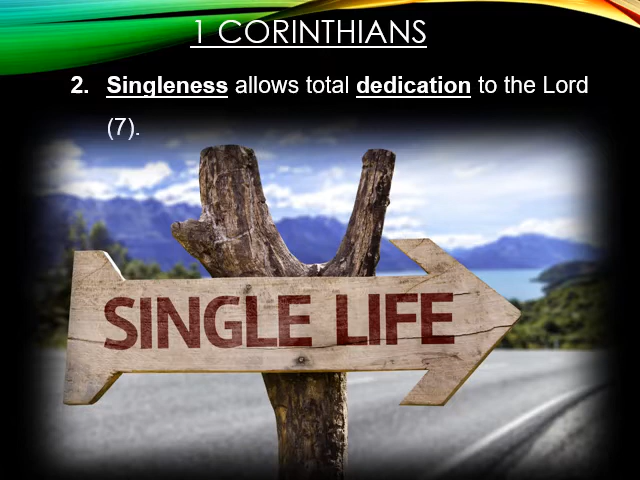 1 CORINTHIANS
2. Singleness allows total dedication to the Lord
(7).
SINGLE LIFE